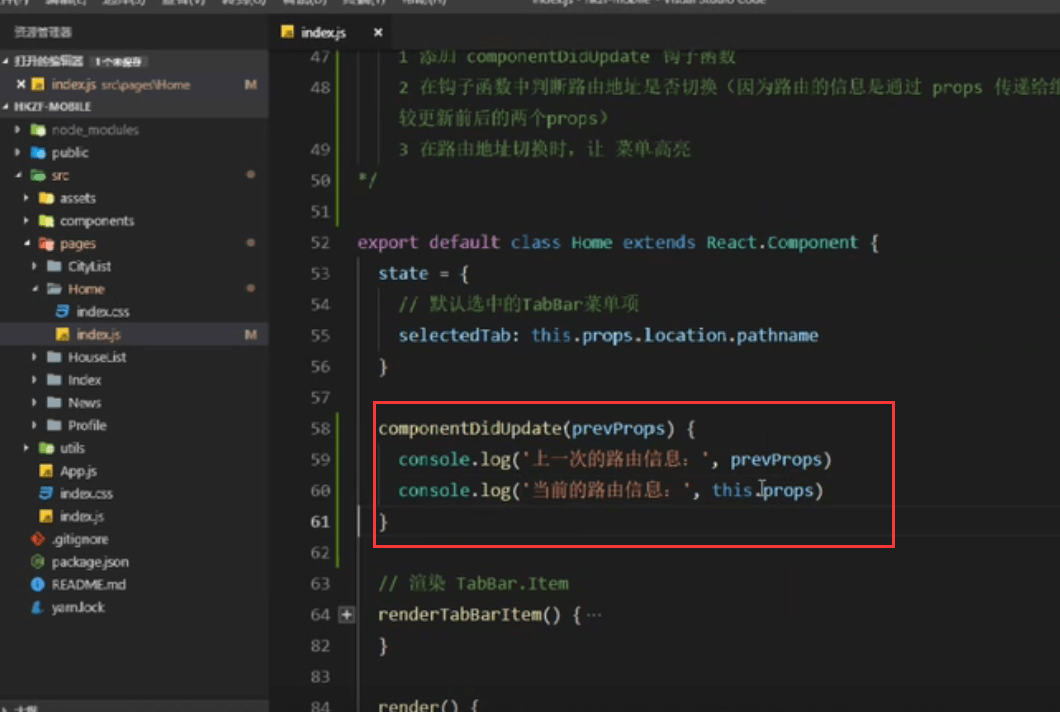 index.js - hkzf-mobile - Visual Studio Code
资源管理器
打开的编辑器 1个未保存
index.js src\pages\Home M
HKZF-MOBILE
node_modules
public
src
assets
components
pages
CityList
Home
index.css
index.js M
HouseList
Index
News
Profile
utils
App.js
index.css
index.js
.gitignore
package.json
README.md
yarn.lock
index.js ×
47 1 添加 componentDidUpdate 钩子函数
48 2 在钩子函数中判断路由地址是否切换（因为路由的信息是通过 props 传递给
较更新前后的两个props）
49 3 在路由地址切换时，让 菜单高亮
50 */
51
52 export default class Home extends React.Component {
53 state = {
54 // 默认选中的TabBar菜单项
55 selectedTab: this.props.location.pathname
56 }
57
58 componentDidUpdate(prevProps) {
59 console.log('上一次的路由信息：', prevProps)
60 console.log('当前的路由信息：', this.props)
61 }
62
63 // 渲染 TabBar.Item
64 renderTabBarItem() { ···
82 }
83
84 render() {